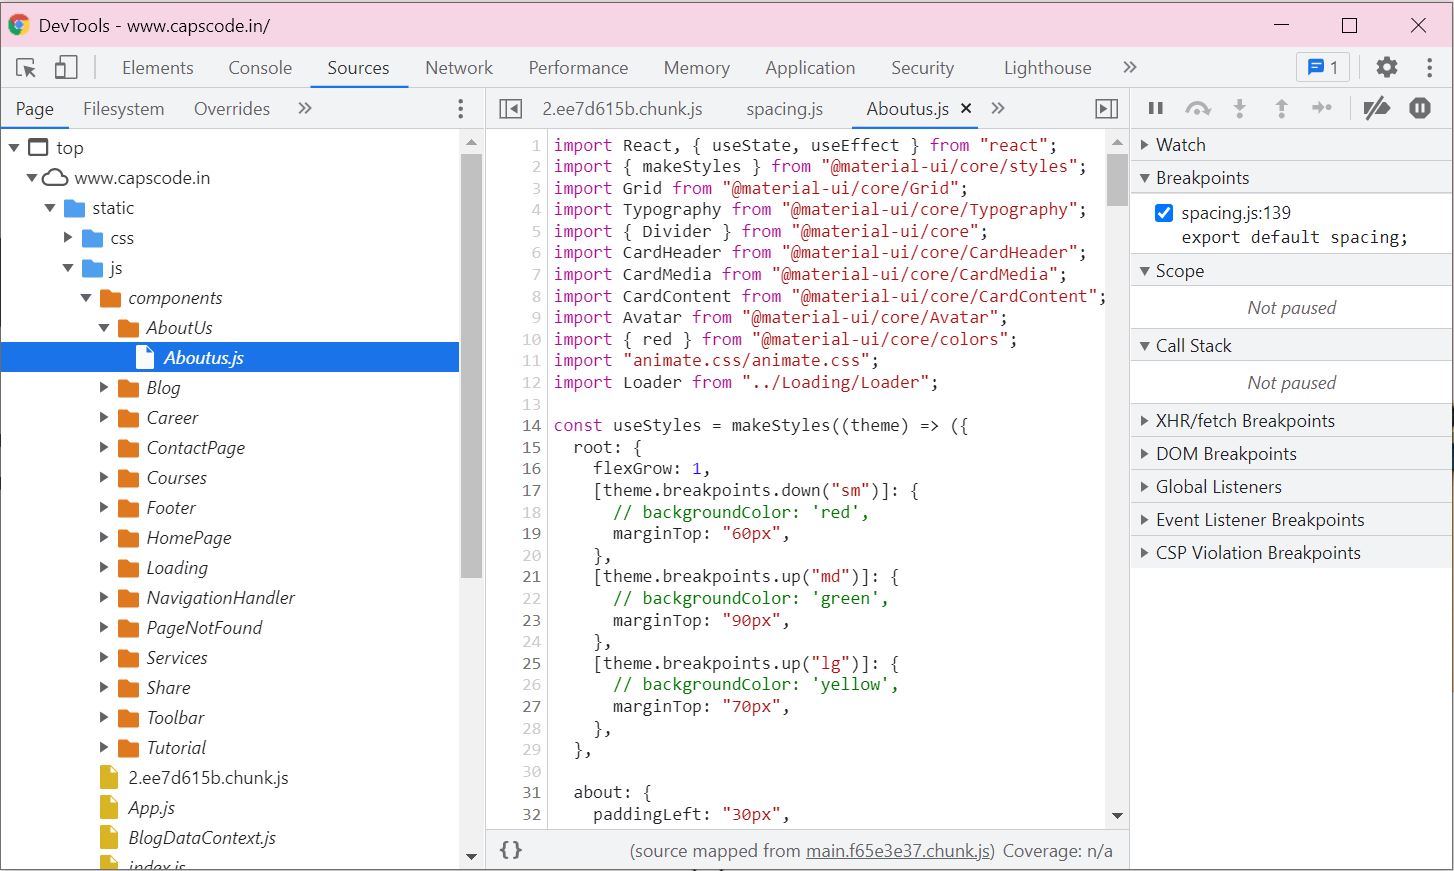 DevTools - www.capscode.in/
Elements Console Sources Network Performance Memory Application Security Lighthouse » 1
Page Filesystem Overrides »
top
www.capscode.in
static
css
js
components
AboutUs
Aboutus.js
Blog
Career
ContactPage
Courses
Footer
HomePage
Loading
NavigationHandler
PageNotFound
Services
Share
Toolbar
Tutorial
2.ee7d615b.chunk.js
App.js
BlogDataContext.js
index.js
2.ee7d615b.chunk.js spacing.js Aboutus.js × »
1 import React, { useState, useEffect } from "react";
2 import { makeStyles } from "@material-ui/core/styles";
3 import Grid from "@material-ui/core/Grid";
4 import Typography from "@material-ui/core/Typography";
5 import { Divider } from "@material-ui/core";
6 import CardHeader from "@material-ui/core/CardHeader";
7 import CardMedia from "@material-ui/core/CardMedia";
8 import CardContent from "@material-ui/core/CardContent";
9 import Avatar from "@material-ui/core/Avatar";
10 import { red } from "@material-ui/core/colors";
11 import "animate.css/animate.css";
12 import Loader from "../Loading/Loader";
13
14 const useStyles = makeStyles((theme) => ({
15 root: {
16 flexGrow: 1,
17 [theme.breakpoints.down("sm")]: {
18 // backgroundColor: 'red',
19 marginTop: "60px",
20 },
21 [theme.breakpoints.up("md")]: {
22 // backgroundColor: 'green',
23 marginTop: "90px",
24 },
25 [theme.breakpoints.up("lg")]: {
26 // backgroundColor: 'yellow',
27 marginTop: "70px",
28 },
29 },
30
31 about: {
32 paddingLeft: "30px",
{} (source mapped from main.f65e3e37.chunk.js) Coverage: n/a
Watch
Breakpoints
spacing.js:139
export default spacing;
Scope
Not paused
Call Stack
Not paused
XHR/fetch Breakpoints
DOM Breakpoints
Global Listeners
Event Listener Breakpoints
CSP Violation Breakpoints